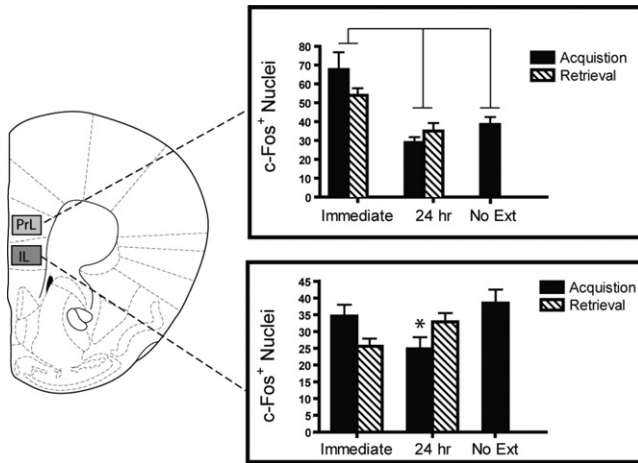 c-Fos+ Nuclei
80
70
60
50
40
30
20
10
0
Acquistion
Retrieval
Immediate
24 hr
No Ext
PrL
IL
c-Fos+ Nuclei
45
40
35
30
25
20
15
10
5
0
*
Acquistion
Retrieval
Immediate
24 hr
No Ext